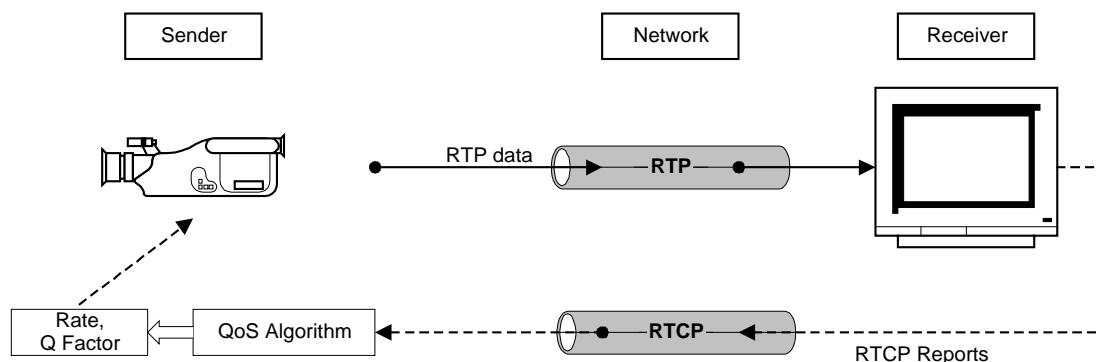 Sender
Network
Receiver
RTP data
RTP
Rate,
Q Factor
QoS Algorithm
RTCP
RTCP Reports